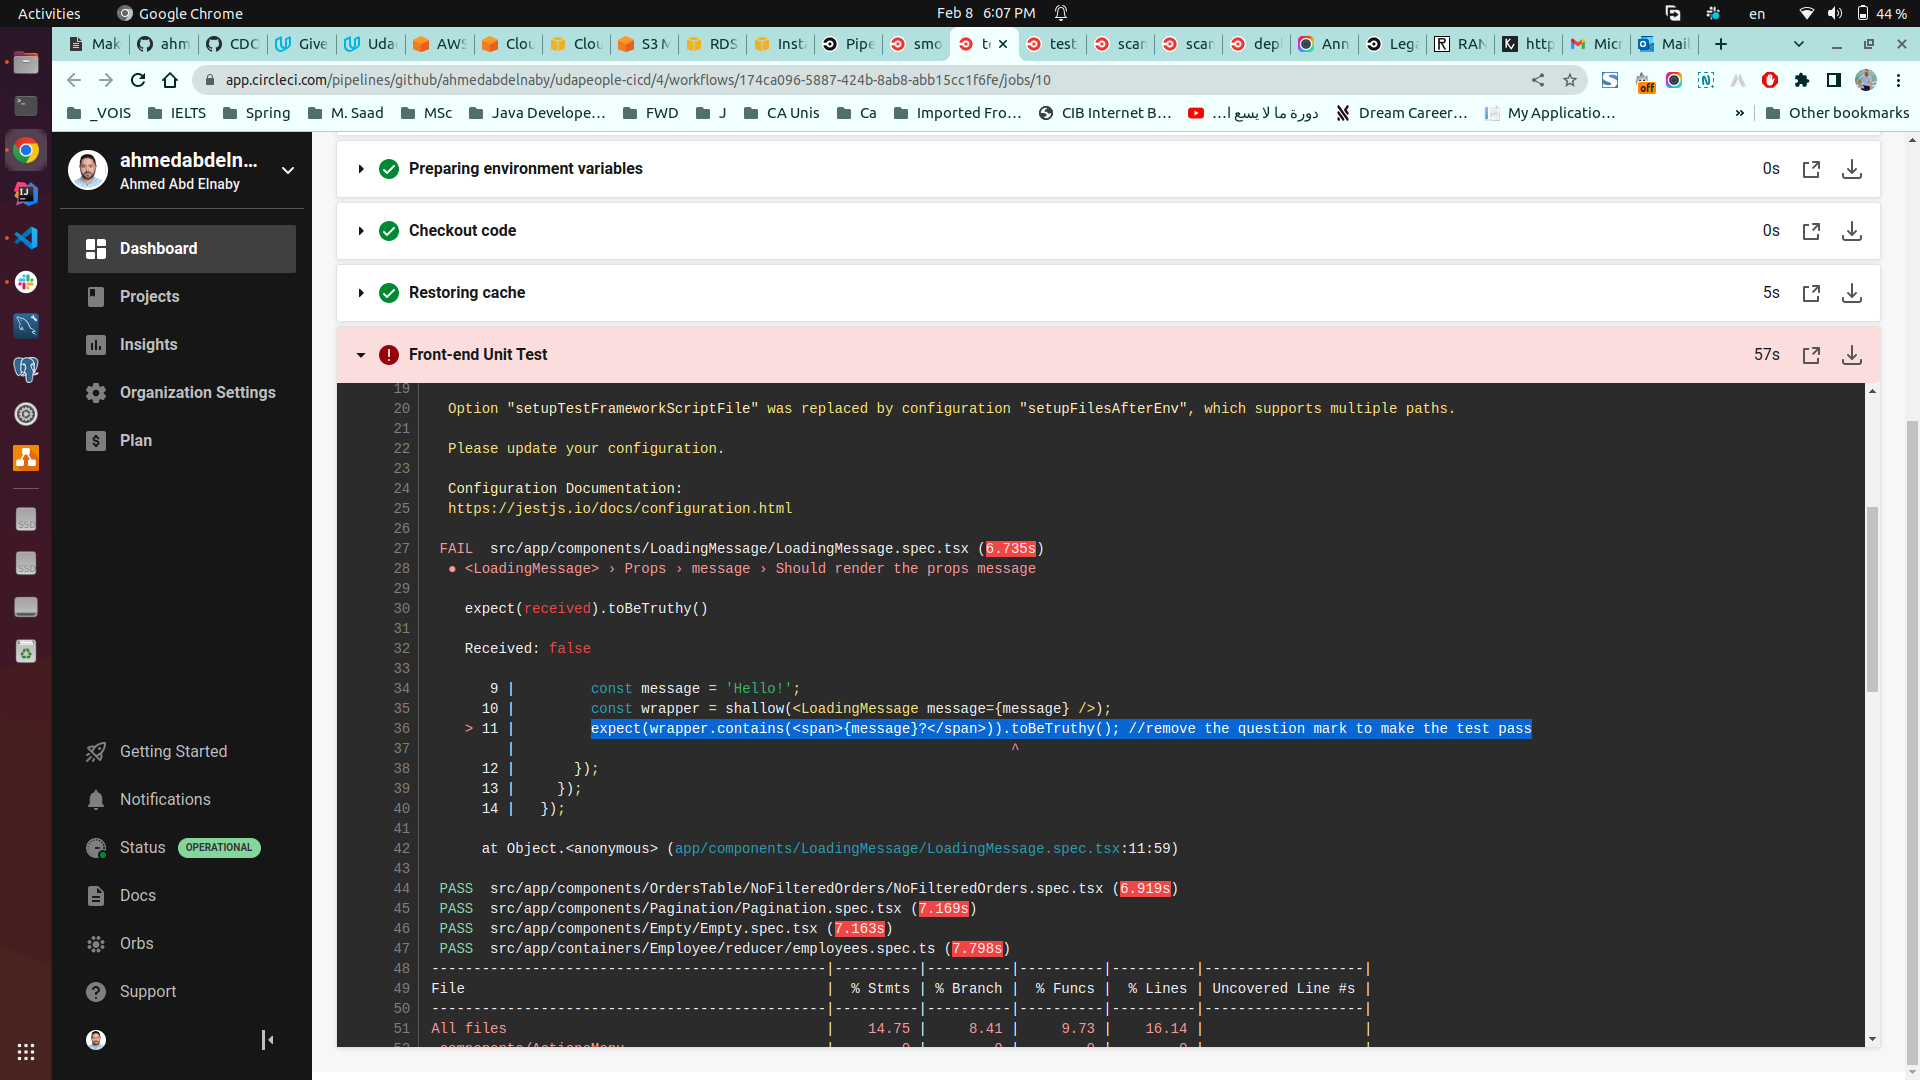 Activities Google Chrome Feb 8 6:07 PM en 44 %
Mak ahm CDC Give Uda AWS Clou Clou S3 M RDS Inst Pipe smo te test scar scar depl Ann Lega RAN http Micr Mail
app.circleci.com/pipelines/github/ahmedabdelnaby/udapeople-cicd/4/workflows/174ca096-5887-424b-8ab8-abb15cc1f6fe/jobs/10
off
_VOIS IELTS Spring M. Saad MSc Java Develope... FWD J CA Unis Ca Imported Fro... CIB Internet B... دورة ما لا يسع ا... Dream Career... My Applicatio... » Other bookmarks
ahmedabdeln...
Ahmed Abd Elnaby
Dashboard
Projects
Insights
Organization Settings
Plan
Getting Started
Notifications
Status OPERATIONAL
Docs
Orbs
Support
Preparing environment variables 0s
Checkout code 0s
Restoring cache 5s
Front-end Unit Test 57s
19
20 Option "setupTestFrameworkScriptFile" was replaced by configuration "setupFilesAfterEnv", which supports multiple paths.
21
22 Please update your configuration.
23
24 Configuration Documentation:
25 https://jestjs.io/docs/configuration.html
26
27 FAIL src/app/components/LoadingMessage/LoadingMessage.spec.tsx (6.735s)
28 ● <LoadingMessage> › Props › message › Should render the props message
29
30 expect(received).toBeTruthy()
31
32 Received: false
33
34 9 | const message = 'Hello!';
35 10 | const wrapper = shallow(<LoadingMessage message={message} />);
36 > 11 | expect(wrapper.contains(<span>{message}?</span>)).toBeTruthy(); //remove the question mark to make the test pass
37 | ^
38 12 | });
39 13 | });
40 14 | });
41
42 at Object.<anonymous> (app/components/LoadingMessage/LoadingMessage.spec.tsx:11:59)
43
44 PASS src/app/components/OrdersTable/NoFilteredOrders/NoFilteredOrders.spec.tsx (6.919s)
45 PASS src/app/components/Pagination/Pagination.spec.tsx (7.169s)
46 PASS src/app/components/Empty/Empty.spec.tsx (7.163s)
47 PASS src/app/containers/Employee/reducer/employees.spec.ts (7.798s)
48 -----------------------------------------------|----------|----------|----------|----------|-------------------|
49 File | % Stmts | % Branch | % Funcs | % Lines | Uncovered Line #s |
50 -----------------------------------------------|----------|----------|----------|----------|-------------------|
51 All files | 14.75 | 8.41 | 9.73 | 16.14 | |
52 components/ActionsMenu | 0 | 0 | 0 | 0 | |